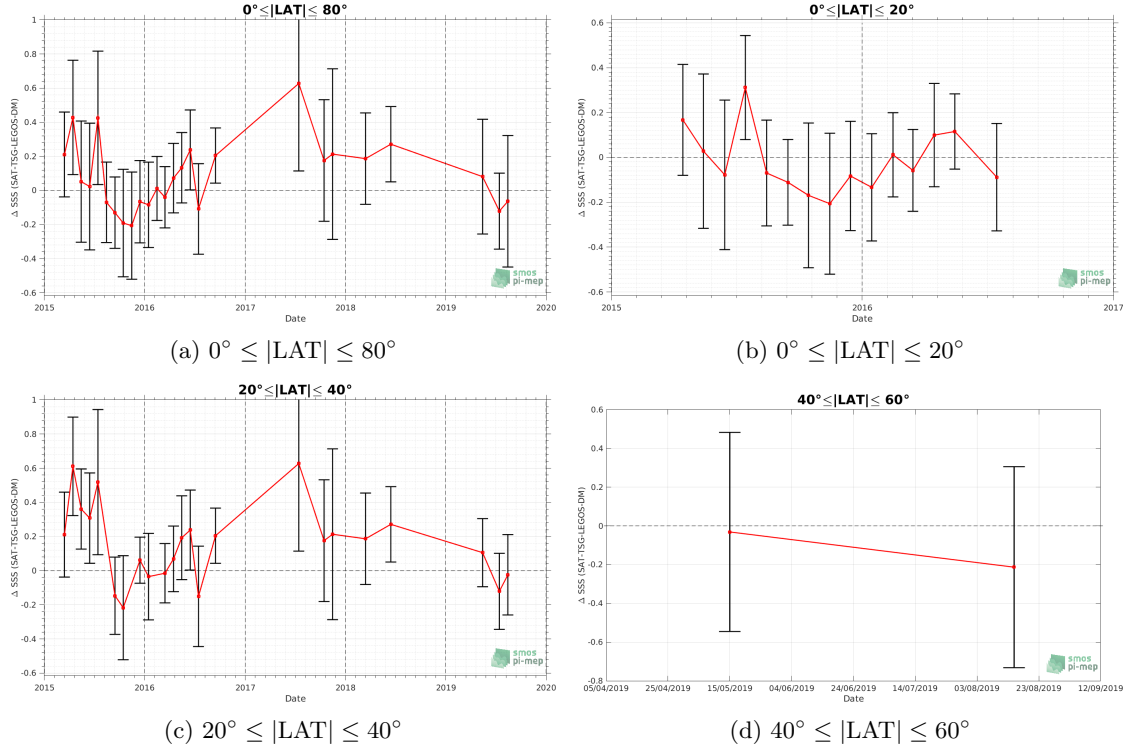 0°≤|LAT|≤ 80°
Δ SSS (SAT-TSG-LEGOS-DM)
1
0.8
0.6
0.4
0.2
0
-0.2
-0.4
-0.6
2015 2016 2017 2018 2019 2020
Date
smos
pi-mep
(a) 0° ≤ |LAT| ≤ 80°
0°≤|LAT|≤ 20°
Δ SSS (SAT-TSG-LEGOS-DM)
0.6
0.4
0.2
0
-0.2
-0.4
-0.6
2015 2016 2017
Date
smos
pi-mep
(b) 0° ≤ |LAT| ≤ 20°
20°≤|LAT|≤ 40°
Δ SSS (SAT-TSG-LEGOS-DM)
1
0.8
0.6
0.4
0.2
0
-0.2
-0.4
-0.6
2015 2016 2017 2018 2019 2020
Date
smos
pi-mep
(c) 20° ≤ |LAT| ≤ 40°
40°≤|LAT|≤ 60°
Δ SSS (SAT-TSG-LEGOS-DM)
0.6
0.4
0.2
0
-0.2
-0.4
-0.6
-0.8
05/04/2019 25/04/2019 15/05/2019 04/06/2019 24/06/2019 14/07/2019 03/08/2019 23/08/2019 12/09/2019
Date
smos
pi-mep
(d) 40° ≤ |LAT| ≤ 60°